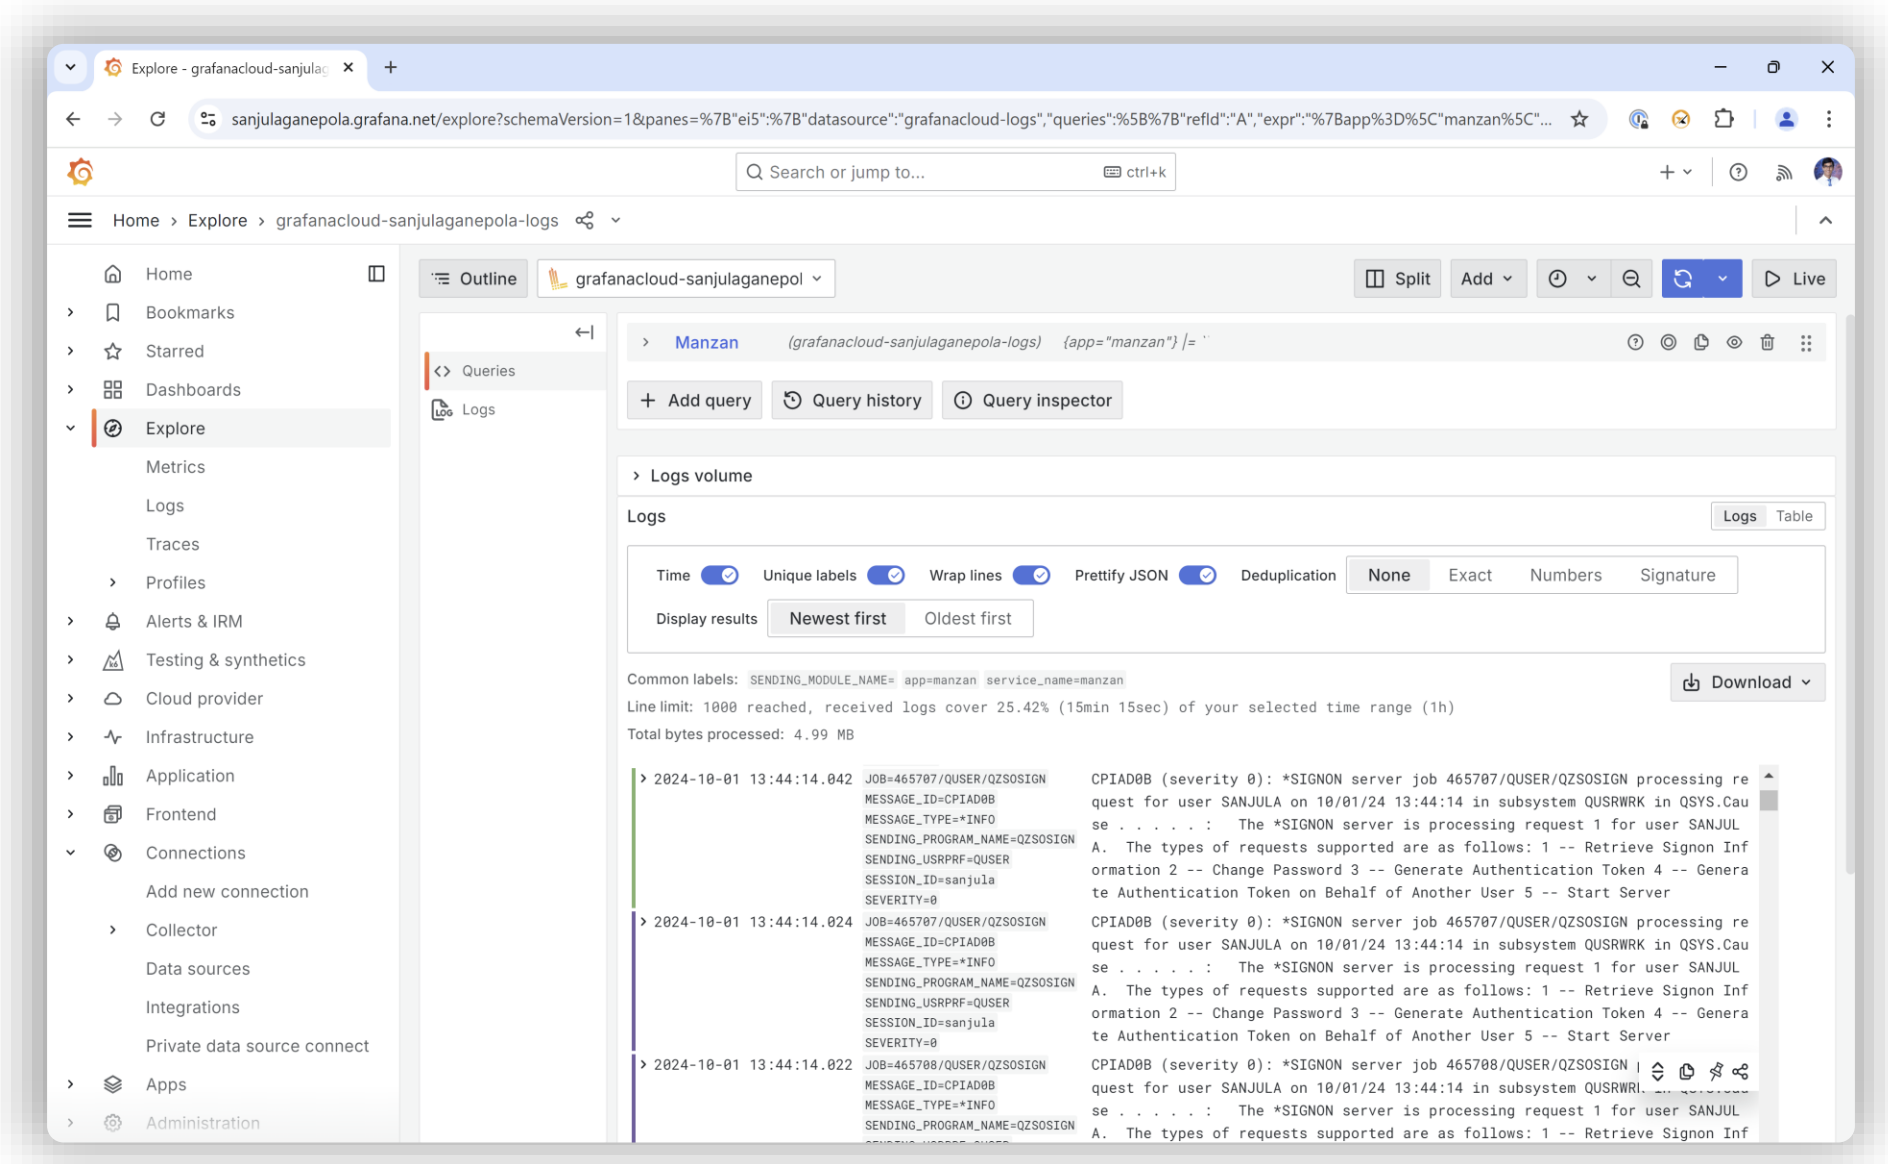 Explore - grafanacloud-sanjulag
sanjulaganepola.grafana.net/explore?schemaVersion=1&panes=%7B"ei5":%7B"datasource":"grafanacloud-logs","queries":%5B%7B"refId":"A","expr":"%7Bapp%3D%5C"manzan%5C"...
Search or jump to... ctrl+k
Home › Explore › grafanacloud-sanjulaganepola-logs
Home
Bookmarks
Starred
Dashboards
Explore
Metrics
Logs
Traces
Profiles
Alerts & IRM
Testing & synthetics
Cloud provider
Infrastructure
Application
Frontend
Connections
Add new connection
Collector
Data sources
Integrations
Private data source connect
Apps
Administration
Outline grafanacloud-sanjulaganepol Split Add Live
Queries
Logs
Manzan (grafanacloud-sanjulaganepola-logs) {app="manzan"} |= ``
+ Add query Query history Query inspector
Logs volume
Logs Logs Table
Time Unique labels Wrap lines Prettify JSON Deduplication None Exact Numbers Signature
Display results Newest first Oldest first
Common labels: SENDING_MODULE_NAME= app=manzan service_name=manzan
Download
Line limit: 1000 reached, received logs cover 25.42% (15min 15sec) of your selected time range (1h)
Total bytes processed: 4.99 MB
2024-10-01 13:44:14.042
JOB=465707/QUSER/QZSOSIGN
MESSAGE_ID=CPIAD0B
MESSAGE_TYPE=*INFO
SENDING_PROGRAM_NAME=QZSOSIGN
SENDING_USRPRF=QUSER
SESSION_ID=sanjula
SEVERITY=0
CPIAD0B (severity 0): *SIGNON server job 465707/QUSER/QZSOSIGN processing re
quest for user SANJULA on 10/01/24 13:44:14 in subsystem QUSRWRK in QSYS.Cau
se . . . . . :   The *SIGNON server is processing request 1 for user SANJUL
A.  The types of requests supported are as follows: 1 -- Retrieve Signon Inf
ormation 2 -- Change Password 3 -- Generate Authentication Token 4 -- Genera
te Authentication Token on Behalf of Another User 5 -- Start Server
2024-10-01 13:44:14.024
JOB=465707/QUSER/QZSOSIGN
MESSAGE_ID=CPIAD0B
MESSAGE_TYPE=*INFO
SENDING_PROGRAM_NAME=QZSOSIGN
SENDING_USRPRF=QUSER
SESSION_ID=sanjula
SEVERITY=0
CPIAD0B (severity 0): *SIGNON server job 465707/QUSER/QZSOSIGN processing re
quest for user SANJULA on 10/01/24 13:44:14 in subsystem QUSRWRK in QSYS.Cau
se . . . . . :   The *SIGNON server is processing request 1 for user SANJUL
A.  The types of requests supported are as follows: 1 -- Retrieve Signon Inf
ormation 2 -- Change Password 3 -- Generate Authentication Token 4 -- Genera
te Authentication Token on Behalf of Another User 5 -- Start Server
2024-10-01 13:44:14.022
JOB=465708/QUSER/QZSOSIGN
MESSAGE_ID=CPIAD0B
MESSAGE_TYPE=*INFO
SENDING_PROGRAM_NAME=QZSOSIGN
CPIAD0B (severity 0): *SIGNON server job 465708/QUSER/QZSOSIGN
quest for user SANJULA on 10/01/24 13:44:14 in subsystem
se . . . . . :   The *SIGNON server is processing request 1 for user SANJUL
A.  The types of requests supported are as follows: 1 -- Retrieve Signon Inf